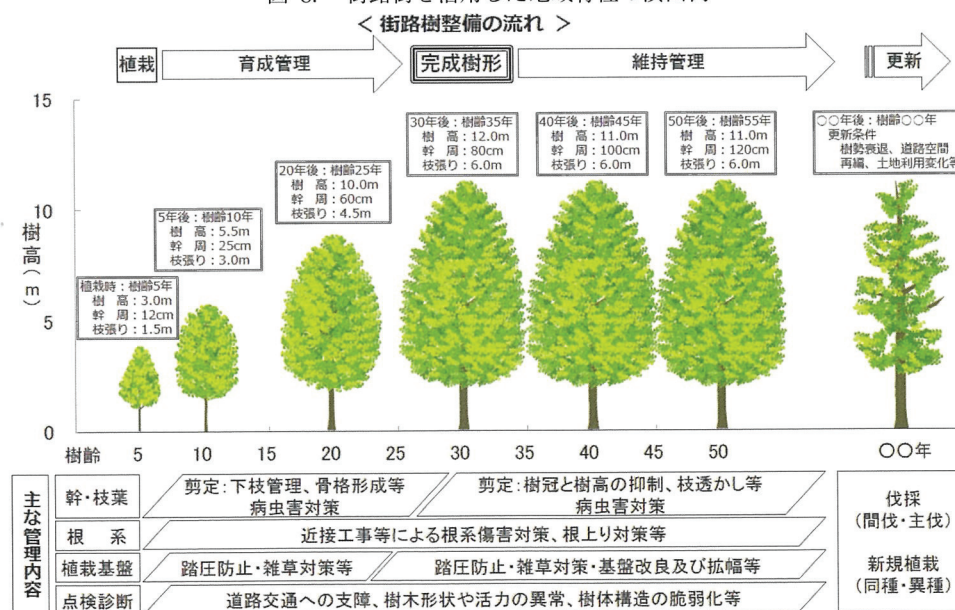 ＜ 街路樹整備の流れ ＞
植栽
育成管理
完成樹形
維持管理
更新
15
10
5
0
樹高(m)
植栽時：樹齢5年
樹　高：3.0m
幹　周：12cm
枝張り：1.5m
5年後：樹齢10年
樹　高：5.5m
幹　周：25cm
枝張り：3.0m
20年後：樹齢25年
樹　高：10.0m
幹　周：60cm
枝張り：4.5m
30年後：樹齢35年
樹　高：12.0m
幹　周：80cm
枝張り：6.0m
40年後：樹齢45年
樹　高：11.0m
幹　周：100cm
枝張り：6.0m
50年後：樹齢55年
樹　高：11.0m
幹　周：120cm
枝張り：6.0m
○○年後：樹齢○○年
更新条件
樹勢衰退、道路空間
再編、土地利用変化等
樹齢 5 10 15 20 25 30 35 40 45 50 ○○年
主な管理内容
幹・枝葉
剪定：下枝管理、骨格形成等
病虫害対策
剪定：樹冠と樹高の抑制、枝透かし等
病虫害対策
根　系
近接工事等による根系傷害対策、根上り対策等
植栽基盤
踏圧防止・雑草対策等
踏圧防止・雑草対策・基盤改良及び拡幅等
点検診断
道路交通への支障、樹木形状や活力の異常、樹体構造の脆弱化等
伐採
(間伐・主伐)
新規植栽
(同種・異種)